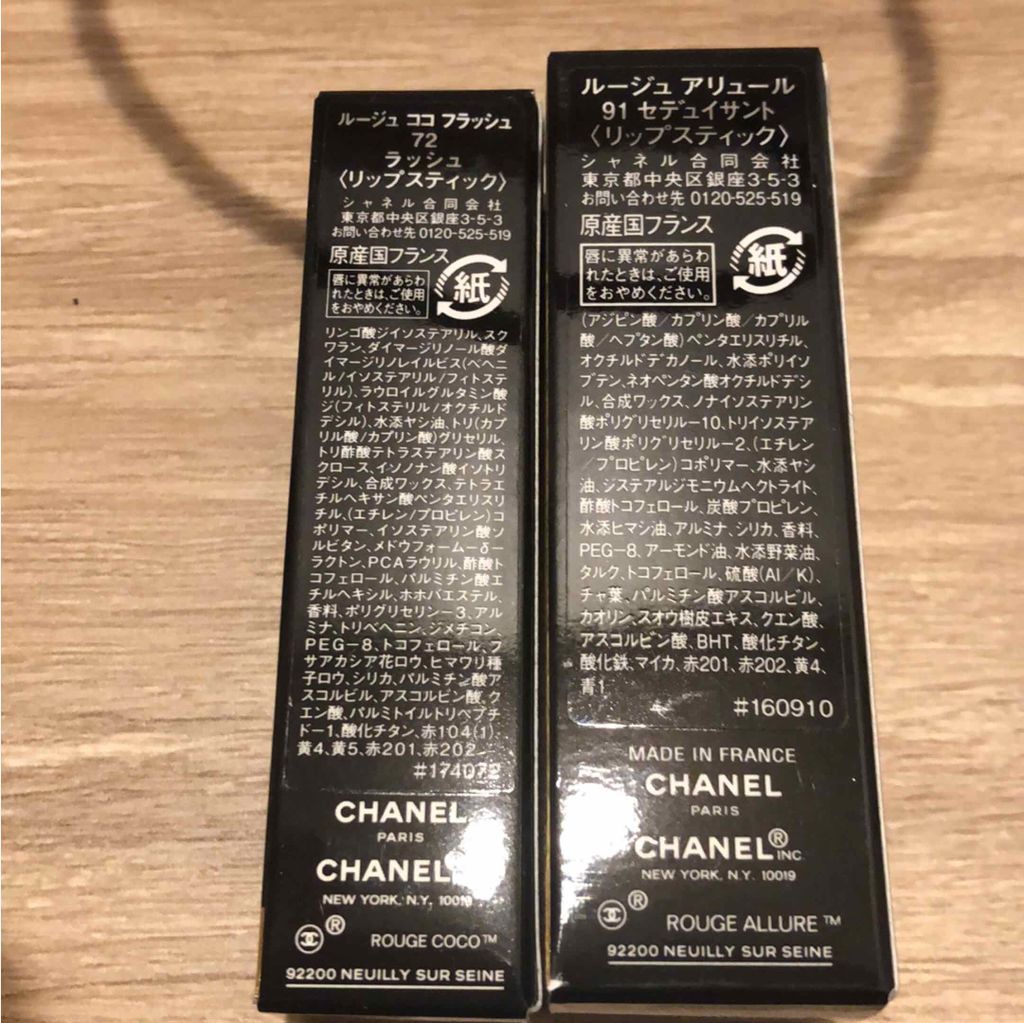 ルージュ ココ フラッシュ
72
ラッシュ
〈リップスティック〉
シャネル合同会社
東京都中央区銀座3-5-3
お問い合わせ先 0120-525-519
原産国フランス
唇に異常があらわ
れたときは、ご使用
をおやめください。
紙
リンゴ酸ジイソステアリル、スク
ワラン、ダイマージリノール酸ダ
イマージリノレイルビス(ベヘニ
ル/イソステアリル/フィトステ
リル)、ラウロイルグルタミン酸
ジ(フィトステリル/オクチルド
デシル)、水添ヤシ油、トリ(カプ
リル酸/カプリン酸)グリセリル、
トリ酢酸テトラステアリン酸ス
クロース、イソノナン酸イソトリ
デシル、合成ワックス、テトラエ
チルヘキサン酸ペンタエリスリ
チル、(エチレン/プロピレン)コ
ポリマー、イソステアリン酸ソ
ルビタン、メドウフォーム-δ-
ラクトン、PCAラウリル、酢酸ト
コフェロール、パルミチン酸エ
チルヘキシル、ホホバエステル、
香料、ポリグリセリン-3、アル
ミナ、トリベヘニン、ジメチコン、
PEG-8、トコフェロール、フ
サアカシア花ロウ、ヒマワリ種
子ロウ、シリカ、パルミチン酸ア
スコルビル、アスコルビン酸、ク
エン酸、パルミトイルトリペプチ
ド-1、酸化チタン、赤104(1)、
黄4、黄5、赤201、赤202
#174072
CHANEL
PARIS
CHANEL
NEW YORK, N.Y. 10019
®
ROUGE COCO™
92200 NEUILLY SUR SEINE
ルージュ アリュール
91 セデュイサント
〈リップスティック〉
シャネル合同会社
東京都中央区銀座3-5-3
お問い合わせ先 0120-525-519
原産国フランス
唇に異常があらわ
れたときは、ご使用
をおやめください。
紙
(アジピン酸/カプリン酸/カプリル
酸/ヘプタン酸)ペンタエリスリチル、
オクチルドデカノール、水添ポリイソ
ブテン、ネオペンタン酸オクチルドデシ
ル、合成ワックス、ノナイソステアリン
酸ポリグリセリル-10、トリイソステア
リン酸ポリグリセリル-2、(エチレン
/プロピレン)コポリマー、水添ヤシ
油、ジステアルジモニウムヘクトライト、
酢酸トコフェロール、炭酸プロピレン、
水添ヒマシ油、アルミナ、シリカ、香料、
PEG-8、アーモンド油、水添野菜油、
タルク、トコフェロール、硫酸(Al/K)、
チャ葉、パルミチン酸アスコルビル、
カオリン、スオウ樹皮エキス、クエン酸、
アスコルビン酸、BHT、酸化チタン、
酸化鉄、マイカ、赤201、赤202、黄4、
青1
#160910
MADE IN FRANCE
CHANEL
PARIS
CHANEL® INC
NEW YORK, N.Y. 10019
®
ROUGE ALLURE™
92200 NEUILLY SUR SEINE